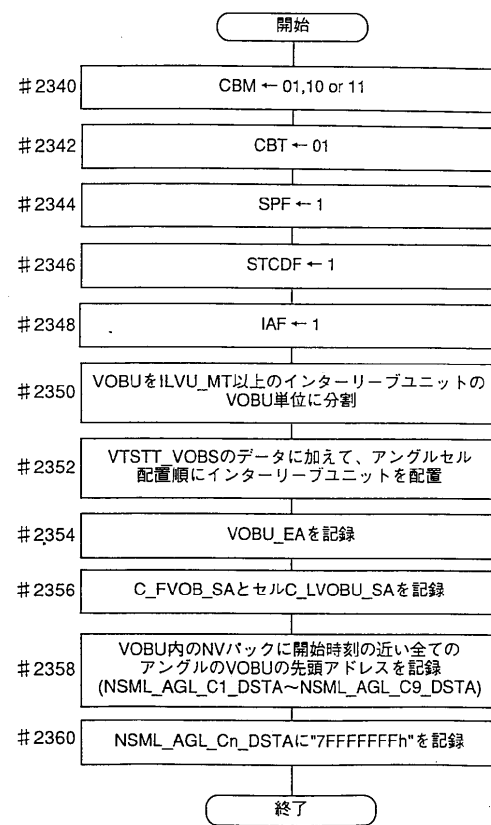 開始
#2340
CBM ← 01,10 or 11
#2342
CBT ← 01
#2344
SPF ← 1
#2346
STCDF ← 1
#2348
IAF ← 1
#2350
VOBUをILVU_MT以上のインターリーブユニットの
VOBU単位に分割
#2352
VTSTT_VOBSのデータに加えて、アングルセル
配置順にインターリーブユニットを配置
#2354
VOBU_EAを記録
#2356
C_FVOB_SAとセルC_LVOBU_SAを記録
#2358
VOBU内のNVパックに開始時刻の近い全ての
アングルのVOBUの先頭アドレスを記録
(NSML_AGL_C1_DSTA～NSML_AGL_C9_DSTA)
#2360
NSML_AGL_Cn_DSTAに"7FFFFFFFh"を記録
終了